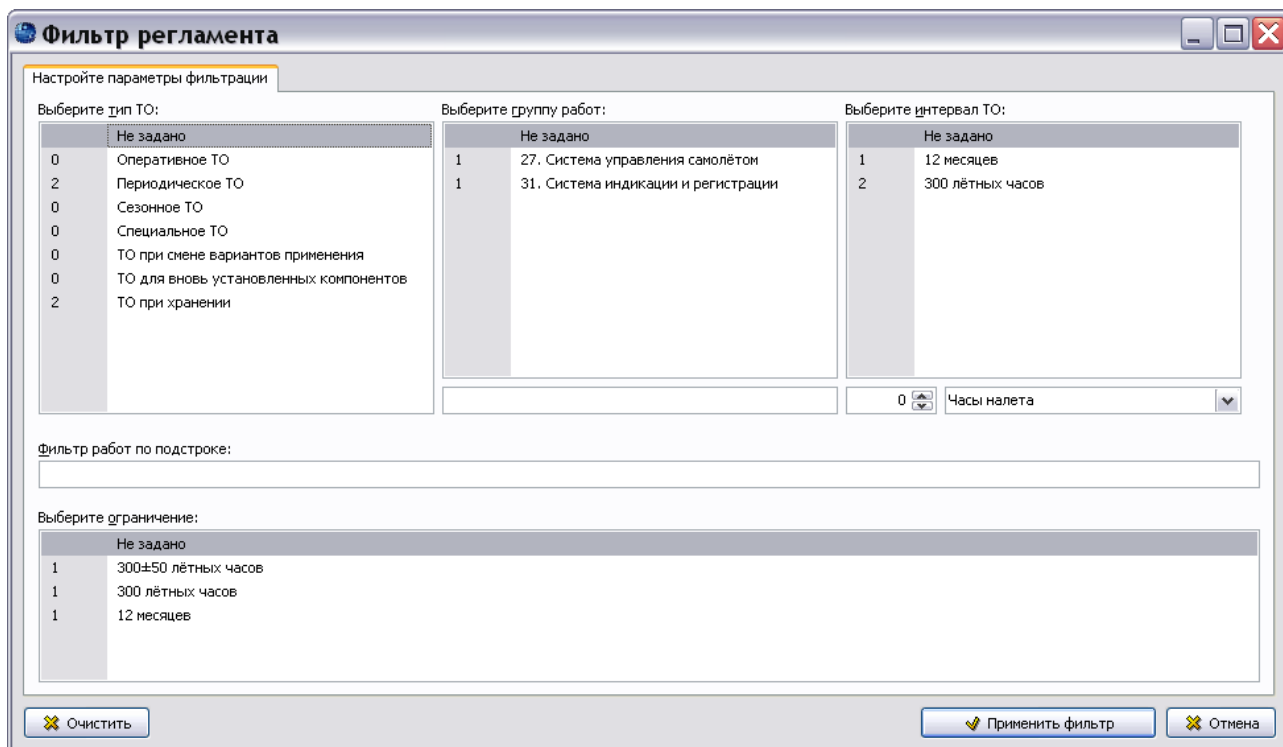 Фильтр регламента
Настройте параметры фильтрации
Выберите тип ТО:
Не задано
0 Оперативное ТО
2 Периодическое ТО
0 Сезонное ТО
0 Специальное ТО
0 ТО при смене вариантов применения
0 ТО для вновь установленных компонентов
2 ТО при хранении
Выберите группу работ:
Не задано
1 27. Система управления самолётом
1 31. Система индикации и регистрации
Выберите интервал ТО:
Не задано
1 12 месяцев
2 300 лётных часов
0 Часы налета
Фильтр работ по подстроке:
Выберите ограничение:
Не задано
1 300±50 лётных часов
1 300 лётных часов
1 12 месяцев
Очистить
Применить фильтр
Отмена